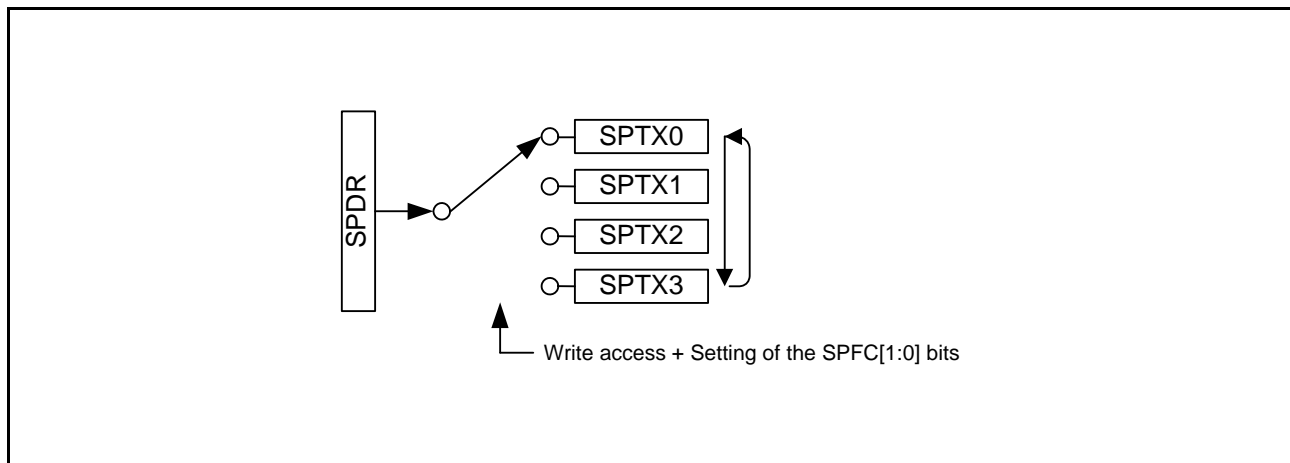 SPDR
SPTX0
SPTX1
SPTX2
SPTX3
Write access + Setting of the SPFC[1:0] bits